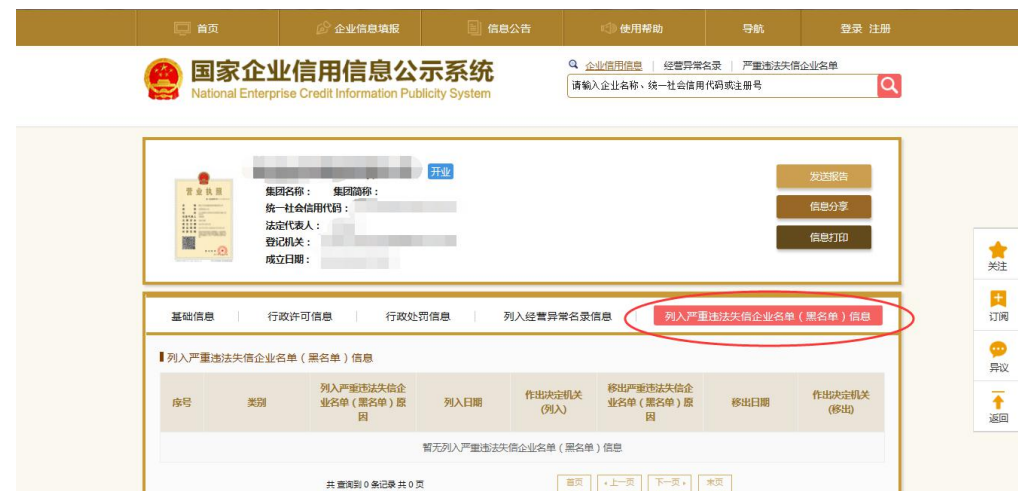 首页 企业信息填报 信息公告 使用帮助 导航 登录 注册
国家企业信用信息公示系统
National Enterprise Credit Information Publicity System
企业信用信息 | 经营异常名录 | 严重违法失信企业名单
请输入企业名称、统一社会信用代码或注册号
营业执照
开业
集团名称： 集团简称：
统一社会信用代码：
法定代表人：
登记机关：
成立日期：
发送报告
信息分享
信息打印
关注
订阅
异议
返回
基础信息 | 行政许可信息 | 行政处罚信息 | 列入经营异常名录信息 | 列入严重违法失信企业名单（黑名单）信息
列入严重违法失信企业名单（黑名单）信息
序号
类别
列入严重违法失信企
业名单（黑名单）原
因
列入日期
作出决定机关
(列入)
移出严重违法失信企
业名单（黑名单）原
因
移出日期
作出决定机关
(移出)
暂无列入严重违法失信企业名单（黑名单）信息
共 查询到 0 条记录 共 0 页
首页 上一页 下一页 末页